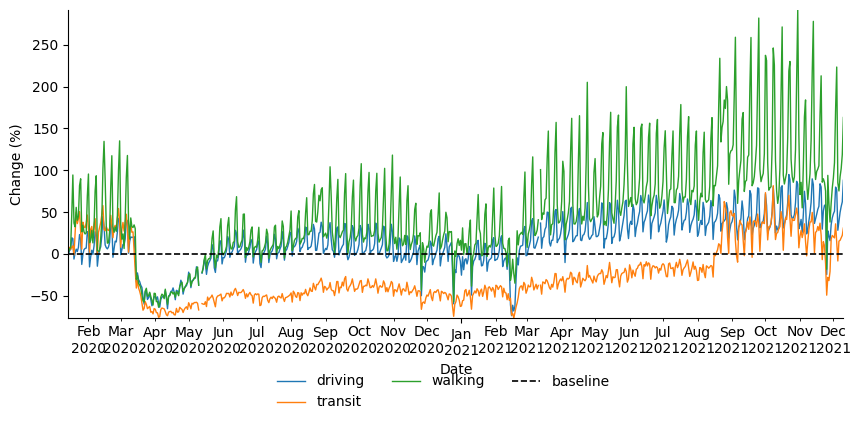 Change (%)
250
200
150
100
50
0
−50
Feb Mar Apr May Jun Jul Aug Sep Oct Nov Dec Jan Feb Mar Apr May Jun Jul Aug Sep Oct Nov Dec
2020 2020 2020 2020 2020 2020 2020 2020 2020 2020 2020 2021 2021 2021 2021 2021 2021 2021 2021 2021 2021 2021 2021
Date
driving walking baseline
transit